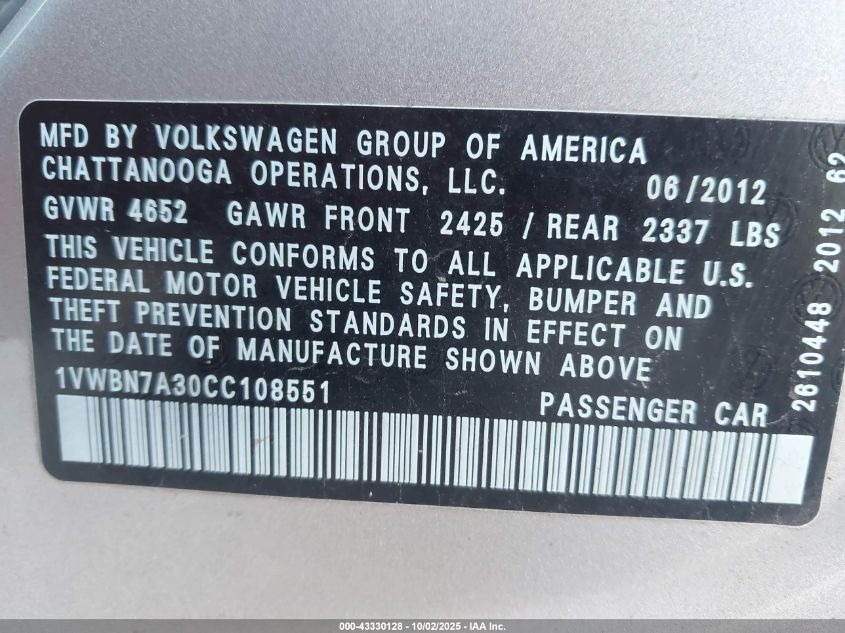 MFD BY VOLKSWAGEN GROUP OF AMERICA
CHATTANOOGA OPERATIONS, LLC. 06/2012
GVWR 4652 GAWR FRONT 2425 / REAR 2337 LBS
THIS VEHICLE CONFORMS TO ALL APPLICABLE U.S.
FEDERAL MOTOR VEHICLE SAFETY, BUMPER AND
THEFT PREVENTION STANDARDS IN EFFECT ON
THE DATE OF MANUFACTURE SHOWN ABOVE
1VWBN7A30CC108551 PASSENGER CAR
2610448 2012 62
000-43330128 - 10/02/2025 - IAA Inc.